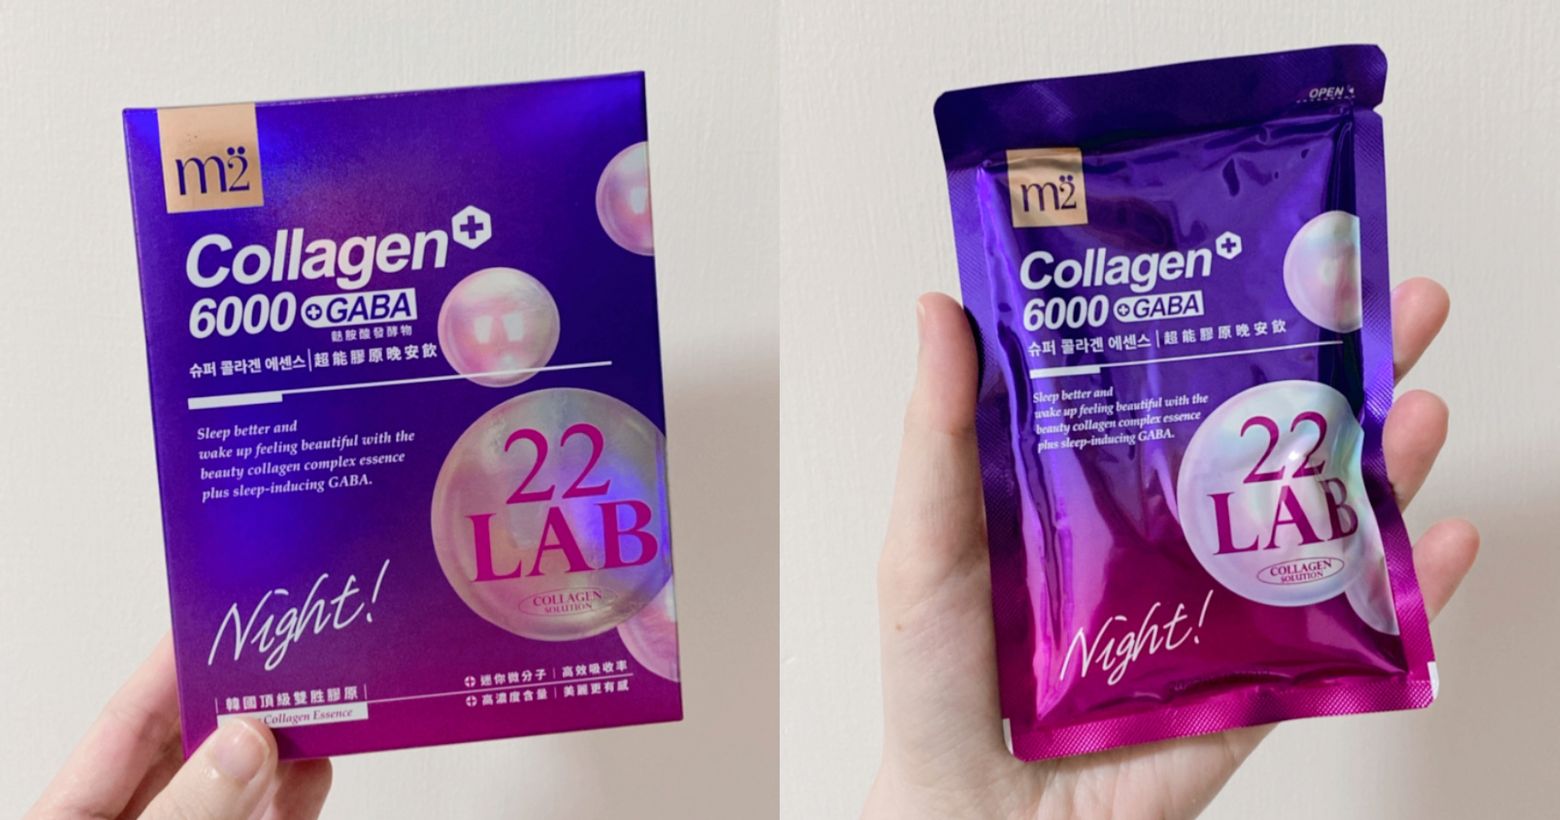 m2
Collagen+
6000 +GABA
麩胺酸發酵物
슈퍼 콜라겐 에센스|超能膠原晚安飲
Sleep better and
wake up feeling beautiful with the
beauty collagen complex essence
plus sleep-inducing GABA.
22
LAB
COLLAGEN
SOLUTION
Night!
迷你微分子|高效吸收率
高濃度含量|美麗更有感
韓國頂級雙胜膠原
Collagen Essence
OPEN
m2
Collagen+
6000 +GABA
슈퍼 콜라겐 에센스|超能膠原晚安飲
Sleep better and
wake up feeling beautiful with the
beauty collagen complex essence
plus sleep-inducing GABA.
22
LAB
COLLAGEN
SOLUTION
Night!